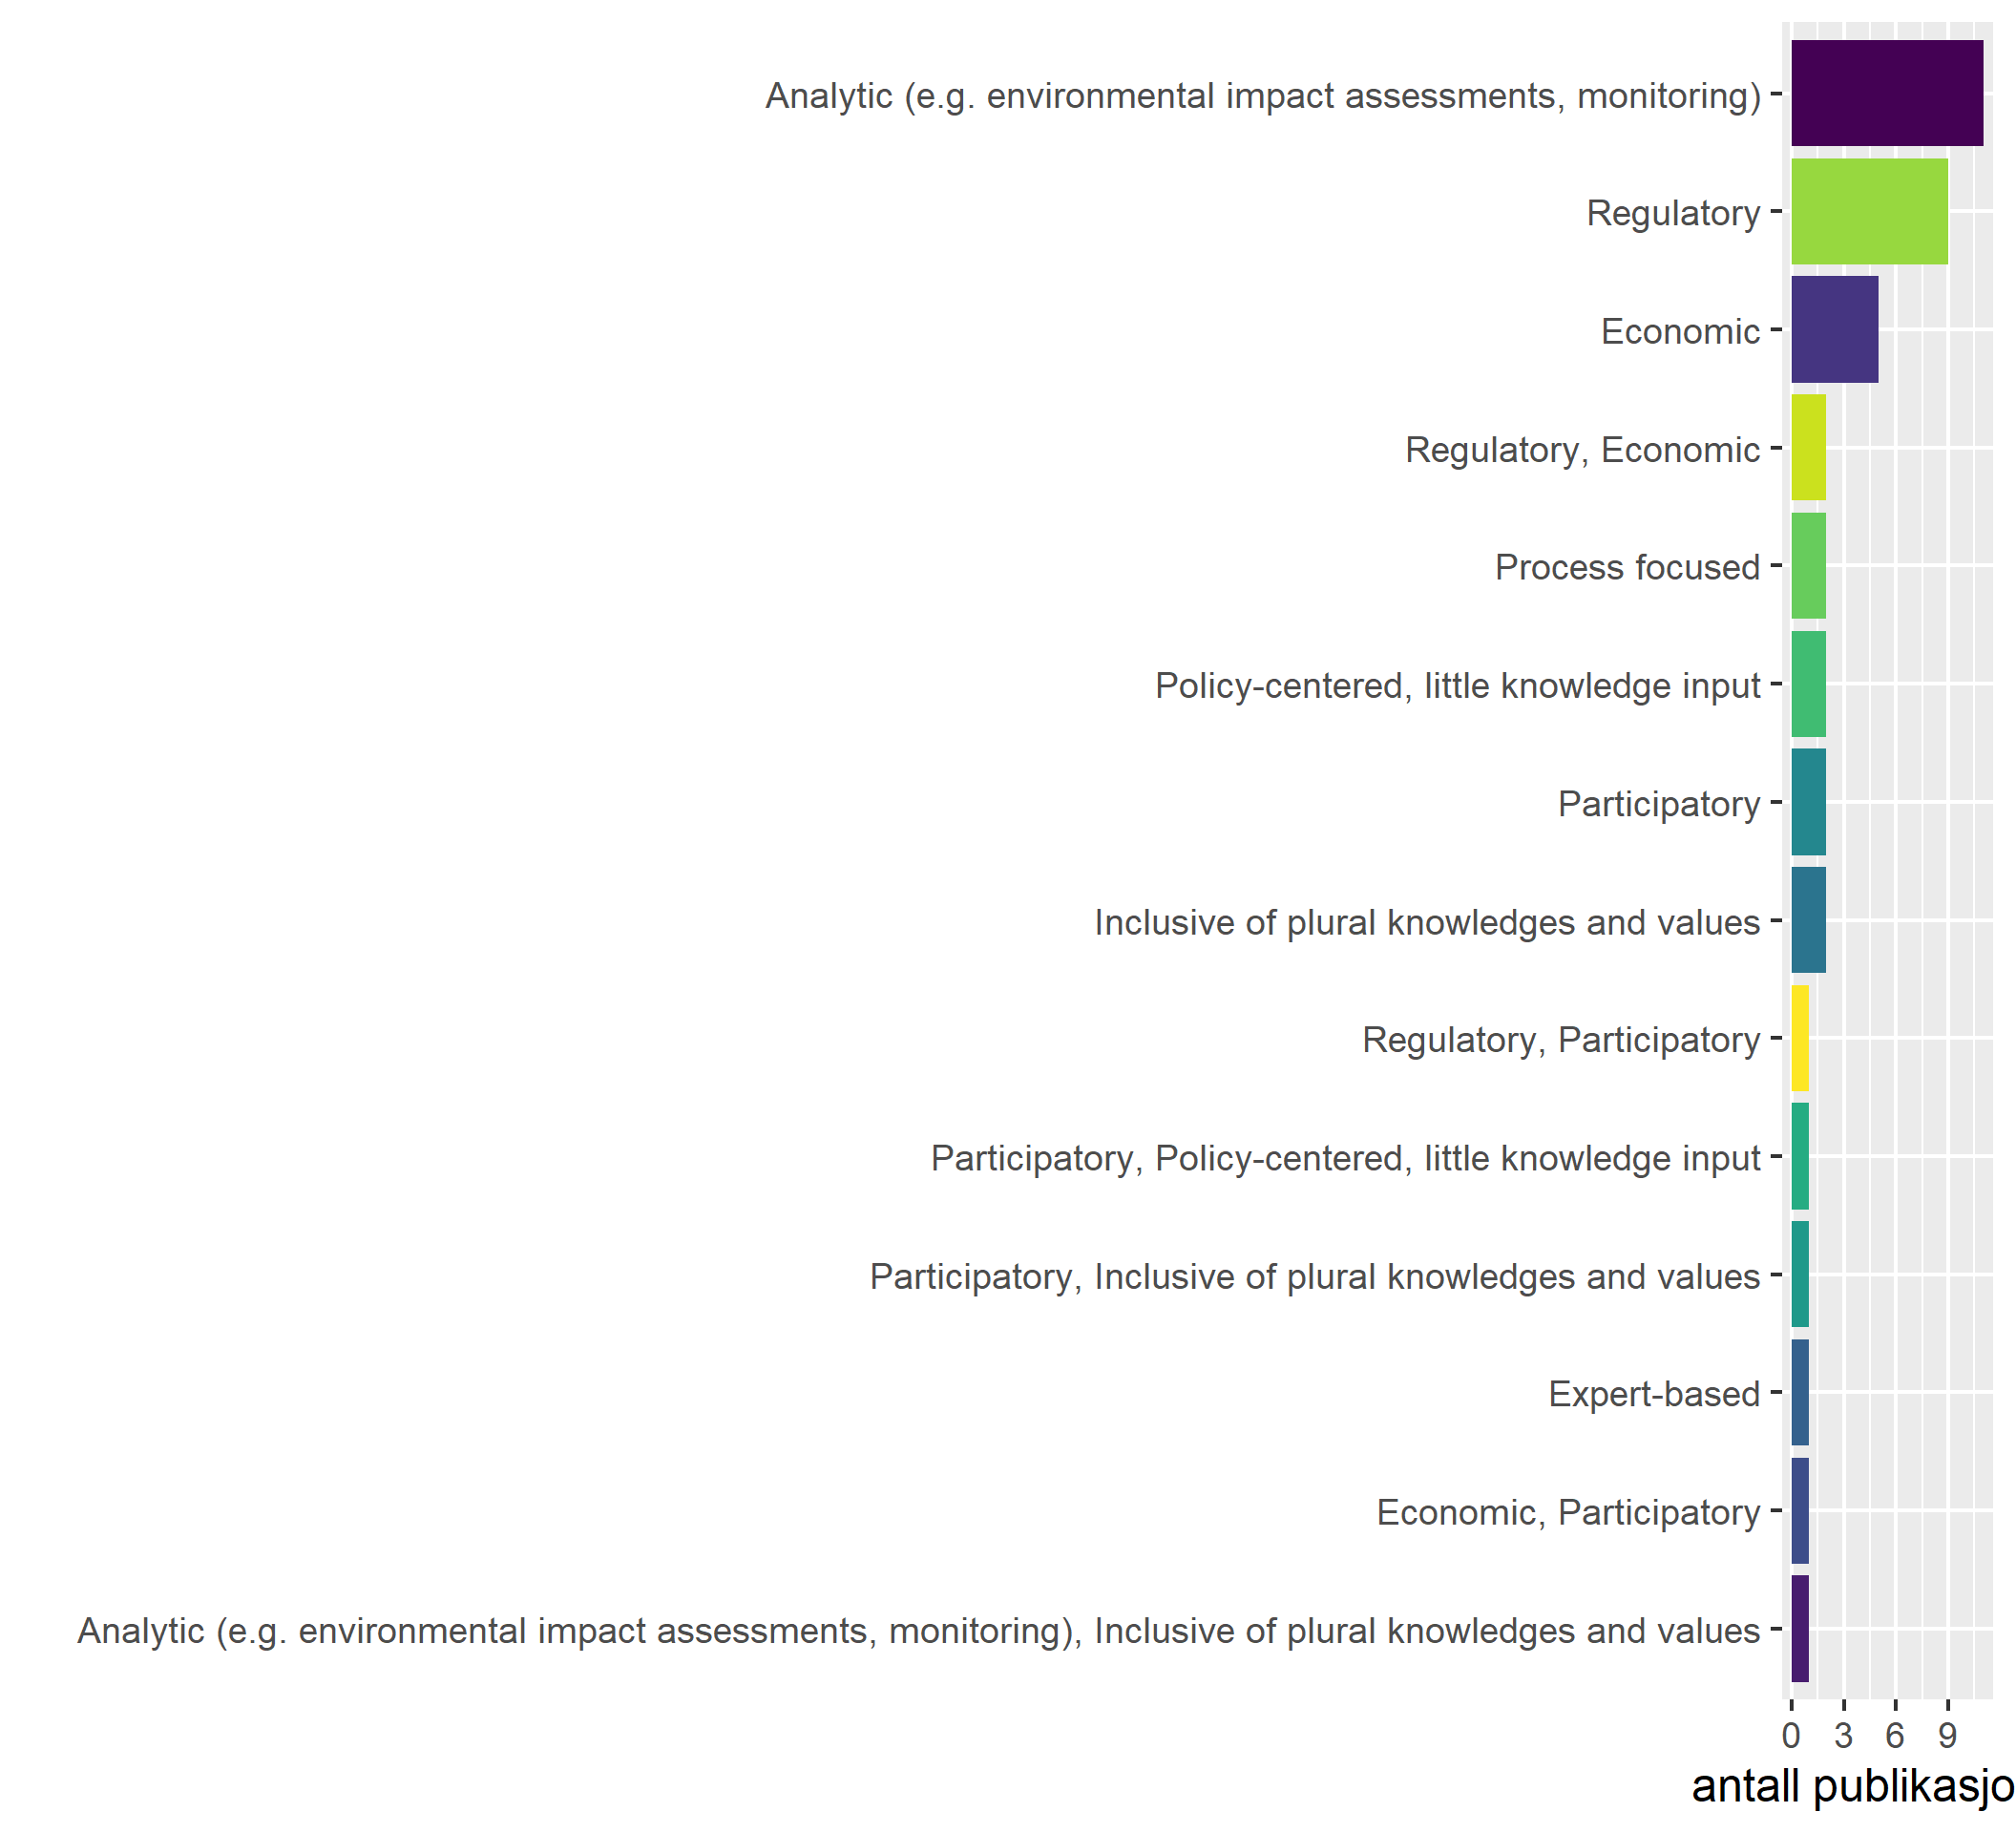 Analytic (e.g. environmental impact assessments, monitoring)
Regulatory
Economic
Regulatory, Economic
Process focused
Policy-centered, little knowledge input
Participatory
Inclusive of plural knowledges and values
Regulatory, Participatory
Participatory, Policy-centered, little knowledge input
Participatory, Inclusive of plural knowledges and values
Expert-based
Economic, Participatory
Analytic (e.g. environmental impact assessments, monitoring), Inclusive of plural knowledges and values
0 3 6 9
antall publikasjo